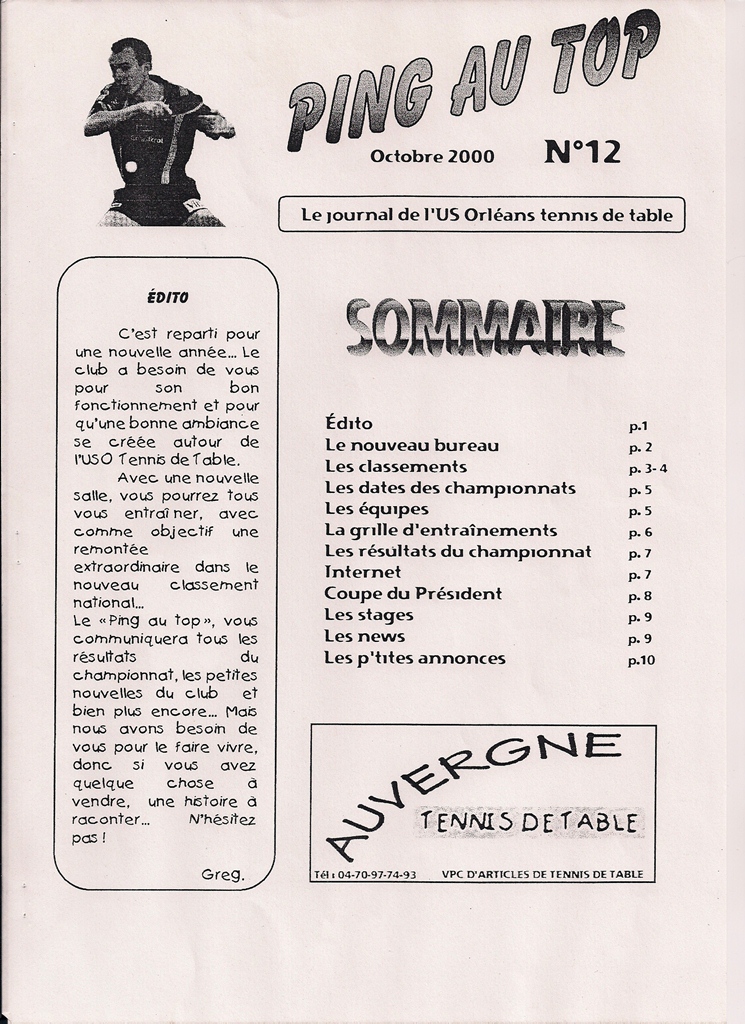 PING AU TOP
Octobre 2000 N°12
Le journal de l'US Orléans tennis de table
ÉDITO
C'est reparti pour
une nouvelle année... Le
club a besoin de vous
pour son bon
fonctionnement et pour
qu'une bonne ambiance
se créée autour de
l'USO Tennis de Table.
Avec une nouvelle
salle, vous pourrez tous
vous entraîner, avec
comme objectif une
remontée
extraordinaire dans le
nouveau classement
national...
Le «Ping au top», vous
communiquera tous les
résultats du
championnat, les petites
nouvelles du club et
bien plus encore... Mais
nous avons besoin de
vous pour le faire vivre,
donc si vous avez
quelque chose à
vendre, une histoire à
raconter... N'hésitez
pas !
Greg.
SOMMAIRE
Édito p.1
Le nouveau bureau p. 2
Les classements p. 3-4
Les dates des championnats p. 5
Les équipes p. 5
La grille d'entraînements p. 6
Les résultats du championnat p. 7
Internet p. 7
Coupe du Président p. 8
Les stages p. 9
Les news p. 9
Les p'tites annonces p.10
AUVERGNE
TENNIS DE TABLE
Tél : 04-70-97-74-93 VPC D'ARTICLES DE TENNIS DE TABLE